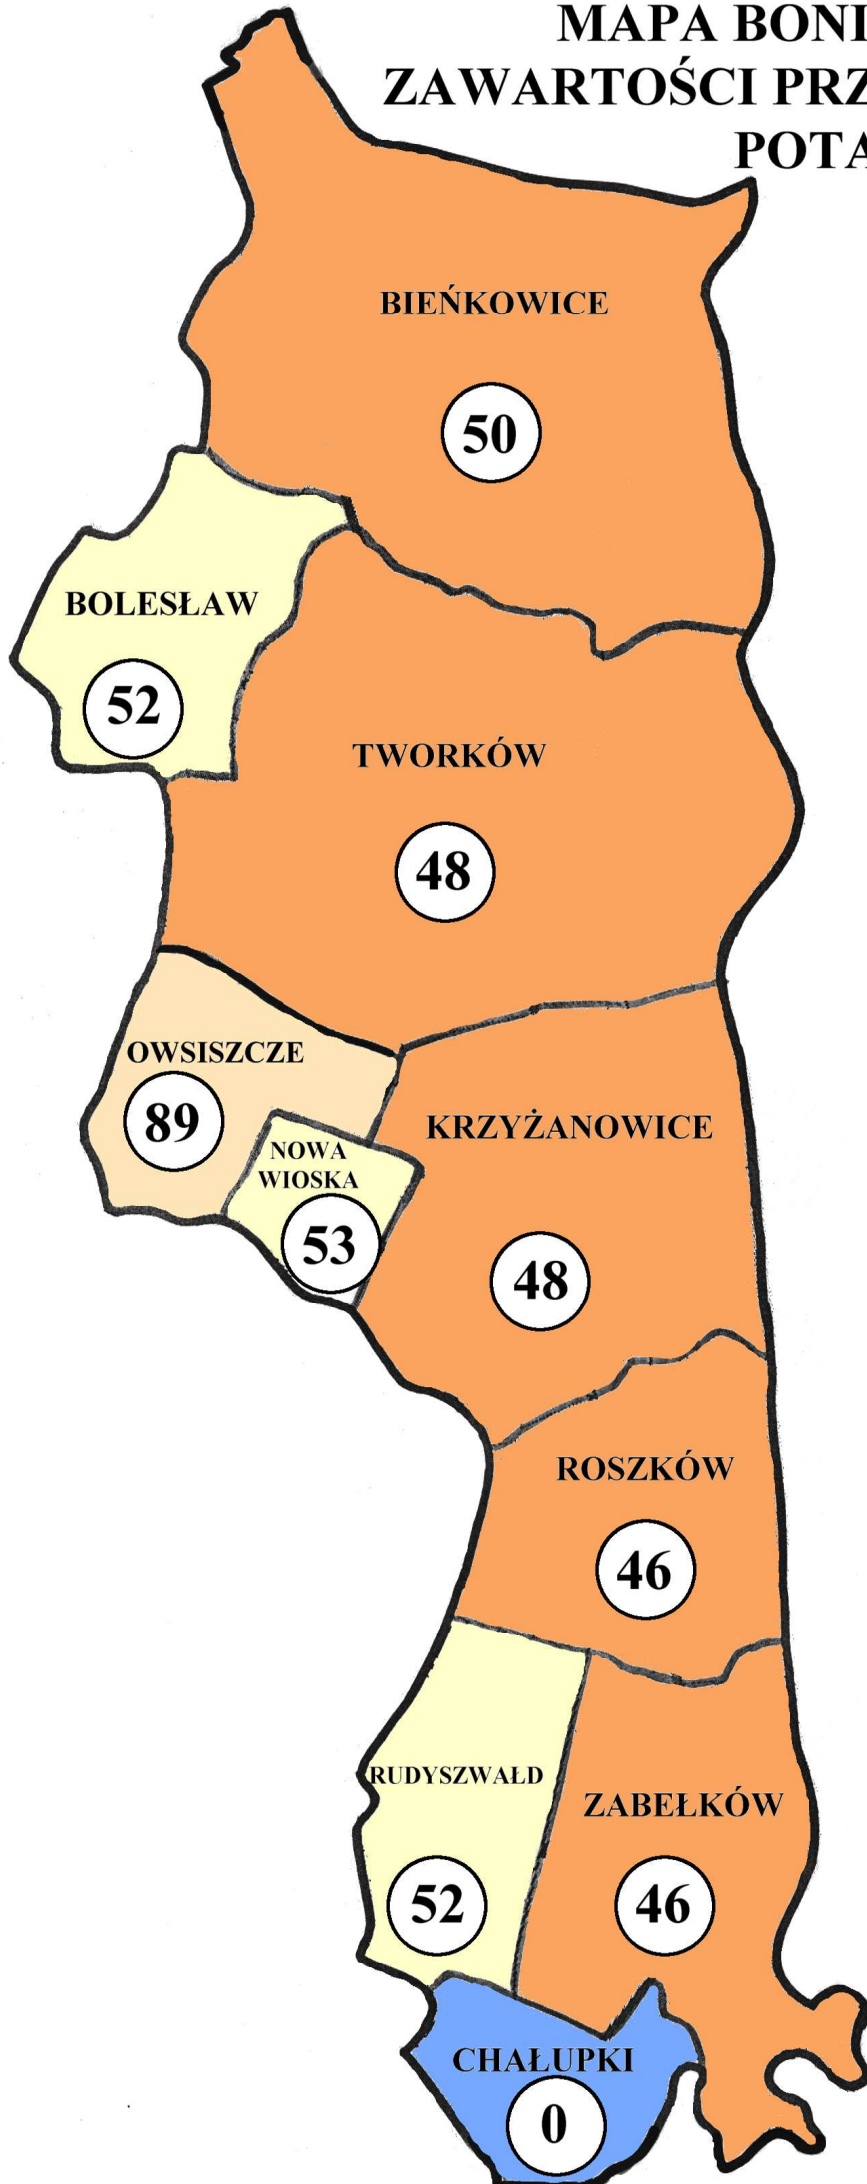 MAPA BONI
ZAWARTOŚCI PRZ
POTA
BIEŃKOWICE
50
BOLESŁAW
52
TWORKÓW
48
OWSISZCZE
89
KRZYŻANOWICE
48
NOWA
WIOSKA
53
ROSZKÓW
46
RUDYSZWAŁD
52
ZABEŁKÓW
46
CHAŁUPKI
0